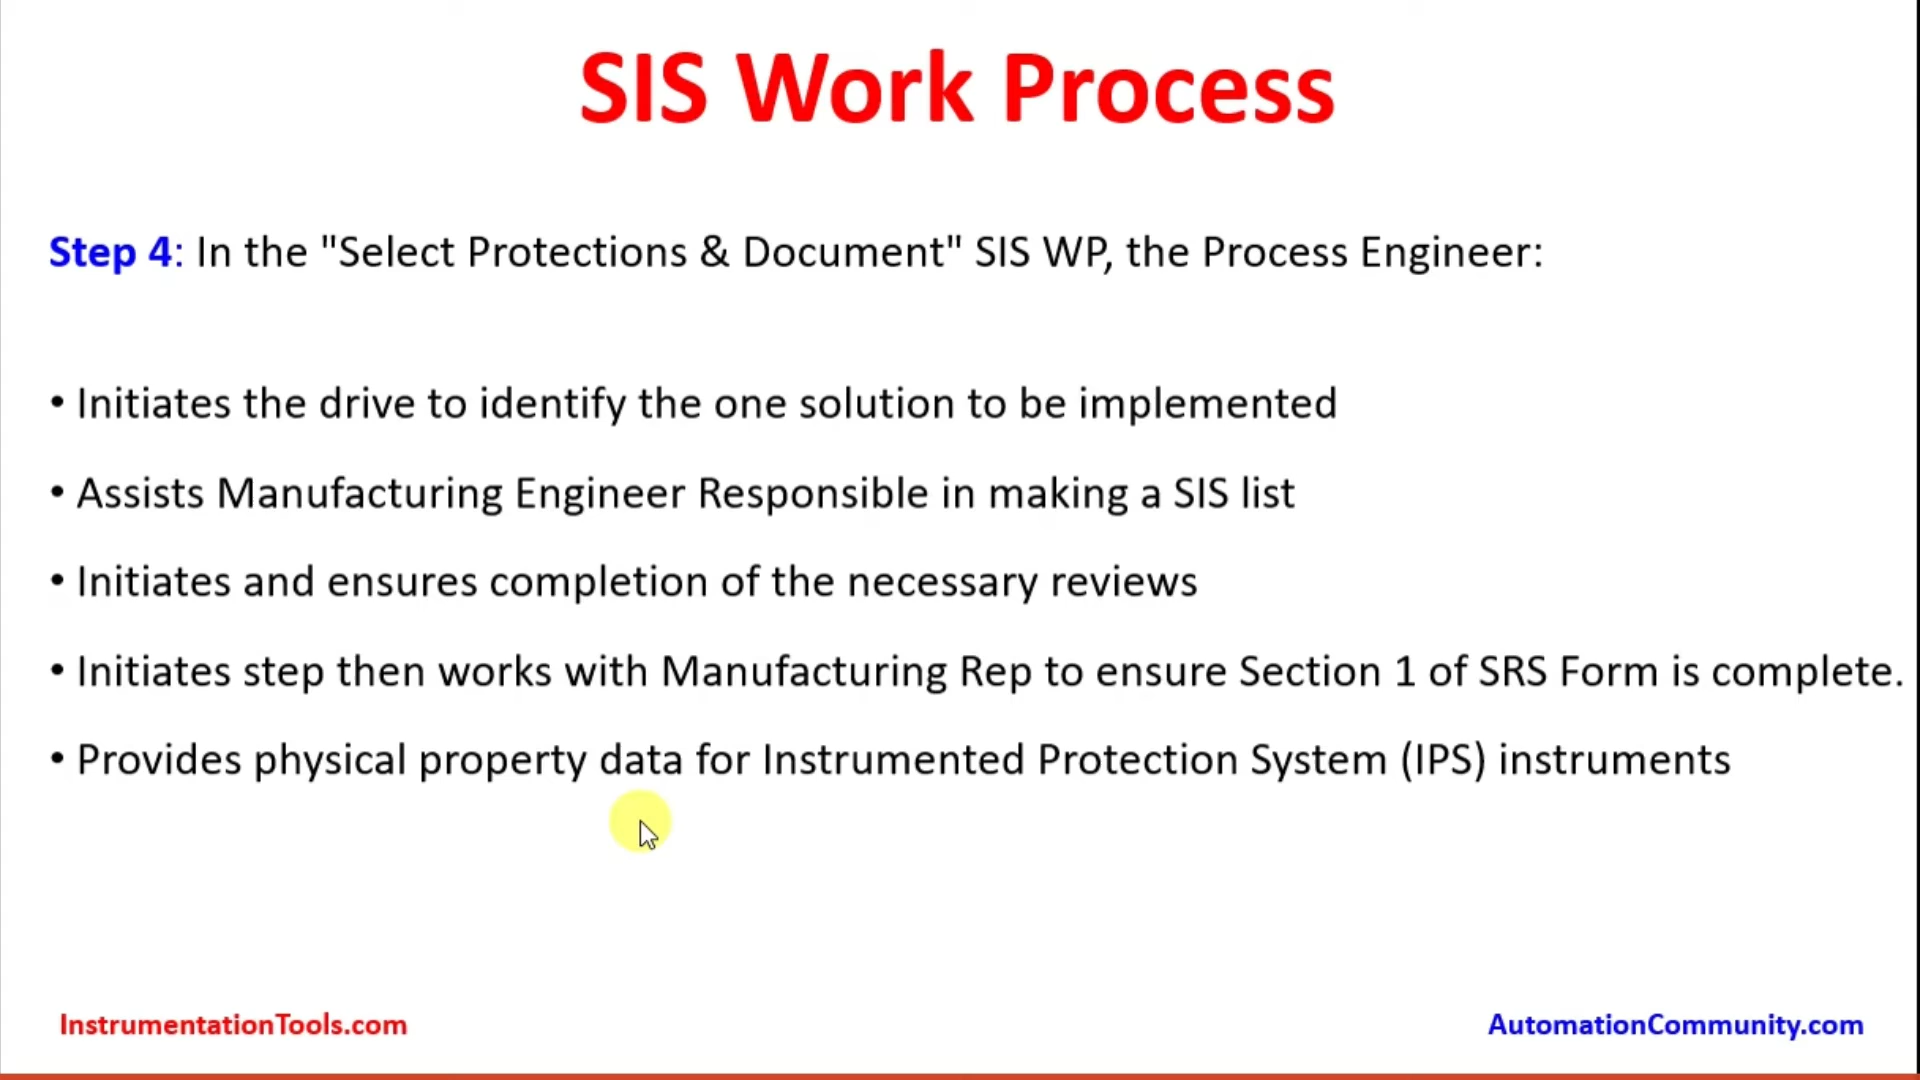 SIS Work Process
Step 4: In the "Select Protections & Document" SIS WP, the Process Engineer:
• Initiates the drive to identify the one solution to be implemented
• Assists Manufacturing Engineer Responsible in making a SIS list
• Initiates and ensures completion of the necessary reviews
• Initiates step then works with Manufacturing Rep to ensure Section 1 of SRS Form is complete.
• Provides physical property data for Instrumented Protection System (IPS) instruments
InstrumentationTools.com
AutomationCommunity.com